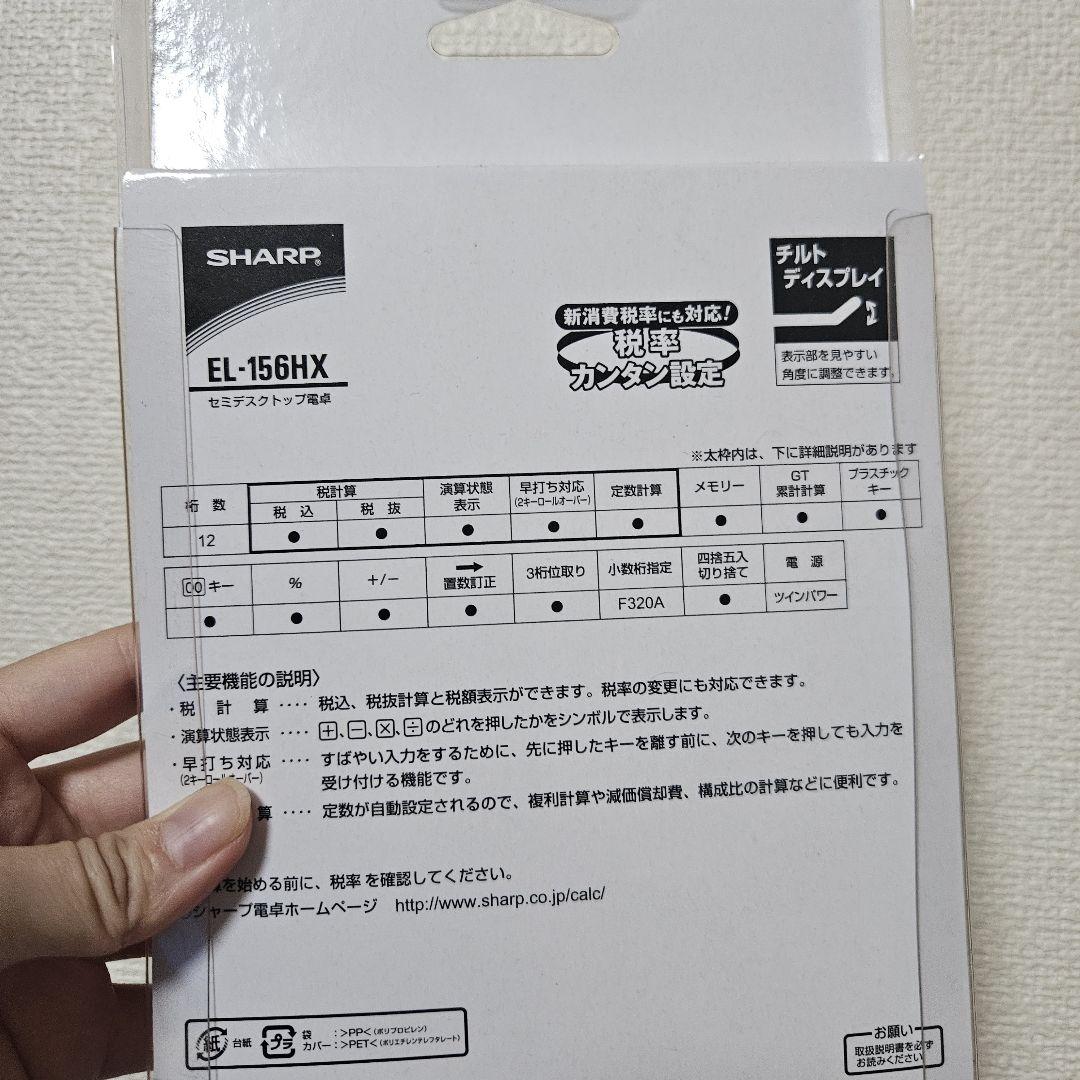 SHARP®
EL-156HX
セミデスクトップ電卓
新消費税率にも対応!
税率
カンタン設定
チルト
ディスプレイ
表示部を見やすい
角度に調整できます。
※太枠内は、下に詳細説明があります
桁 数 税計算 演算状態表示 早打ち対応(2キーロールオーバー) 定数計算 メモリー GT累計計算 プラスチックキー
税 込 税 抜
12 ● ● ● ● ● ● ● ●
00 キー % +/− → 置数訂正 3桁位取り 小数桁指定 四捨五入切り捨て 電 源
● ● ● ● ● F320A ● ツインパワー
〈主要機能の説明〉
・税 計 算 ‥‥ 税込、税抜計算と税額表示ができます。税率の変更にも対応できます。
・演算状態表示 ‥‥ +、−、×、÷のどれを押したかをシンボルで表示します。
・早打ち対応 ‥‥ すばやい入力をするために、先に押したキーを離す前に、次のキーを押しても入力を
(2キーロールオーバー) 受け付ける機能です。
算 ‥‥ 定数が自動設定されるので、複利計算や減価償却費、構成比の計算などに便利です。
を始める前に、税率を確認してください。
シャープ電卓ホームページ http://www.sharp.co.jp/calc/
紙 台紙 プラ 袋 :>PP<(ポリプロピレン)
カバー:>PET<(ポリエチレンテレフタレート)
お願い
取扱説明書を必ず
お読みください